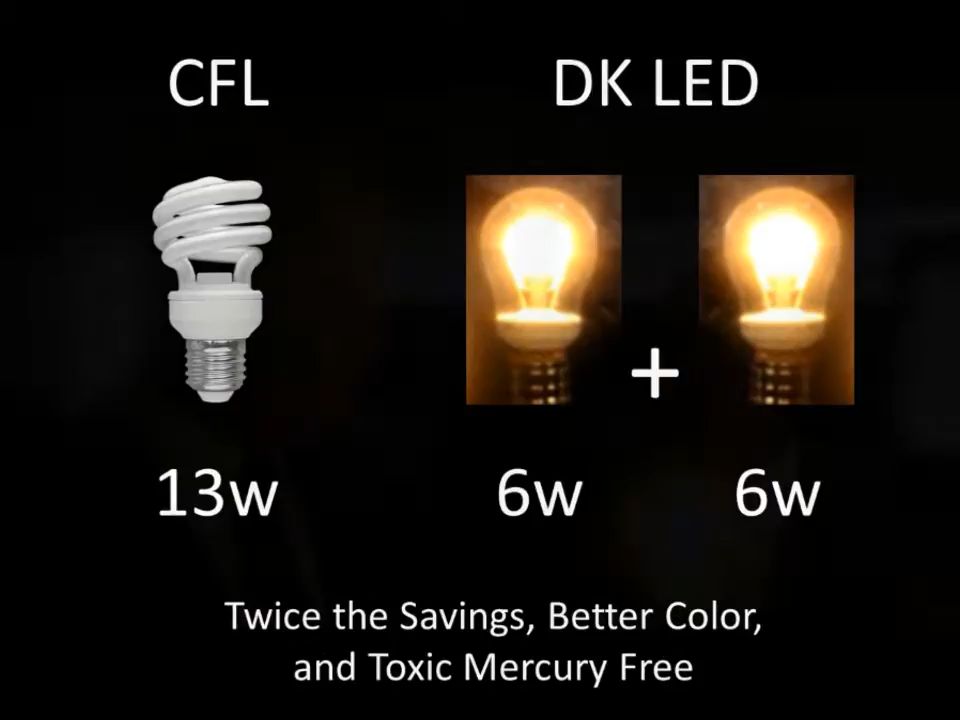 CFL
DK LED
+
13w
6w
6w
Twice the Savings, Better Color,
and Toxic Mercury Free